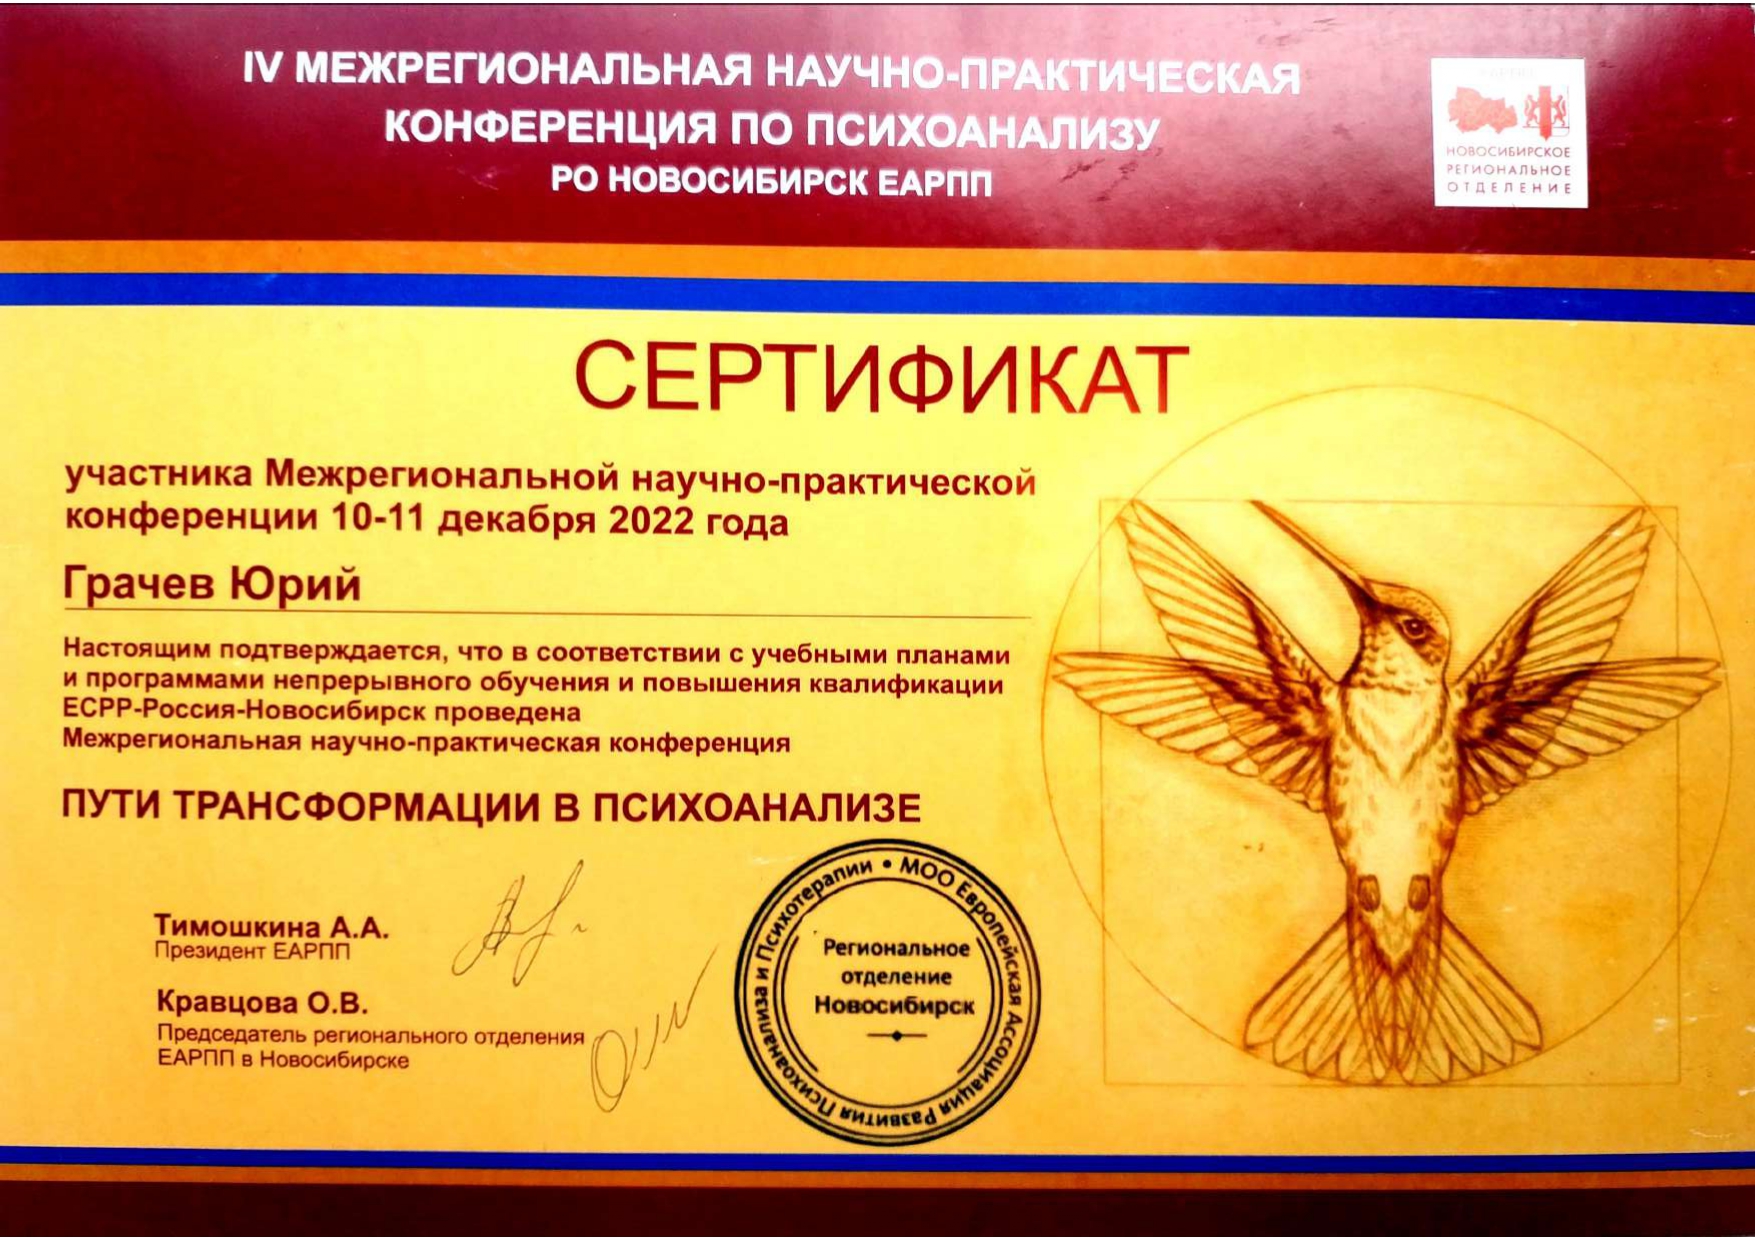 IV МЕЖРЕГИОНАЛЬНАЯ НАУЧНО-ПРАКТИЧЕСКАЯ
КОНФЕРЕНЦИЯ ПО ПСИХОАНАЛИЗУ
РО НОВОСИБИРСК ЕАРПП
НОВОСИБИРСКОЕ
РЕГИОНАЛЬНОЕ
ОТДЕЛЕНИЕ
СЕРТИФИКАТ
участника Межрегиональной научно-практической
конференции 10-11 декабря 2022 года
Грачев Юрий
Настоящим подтверждается, что в соответствии с учебными планами
и программами непрерывного обучения и повышения квалификации
ЕСРР-Россия-Новосибирск проведена
Межрегиональная научно-практическая конференция
ПУТИ ТРАНСФОРМАЦИИ В ПСИХОАНАЛИЗЕ
Тимошкина А.А.
Президент ЕАРПП
Кравцова О.В.
Председатель регионального отделения
ЕАРПП в Новосибирске
МОО Европейская Ассоциация Развития Психоанализа и Психотерапии •
Региональное
отделение
Новосибирск